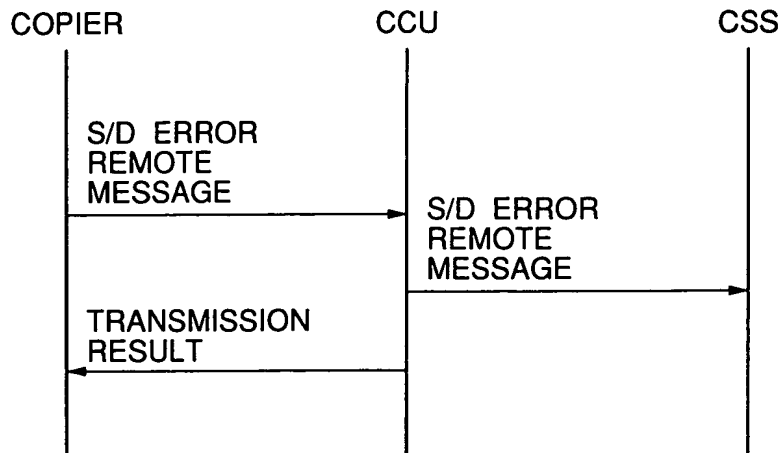 COPIER
CCU
CSS
S/D ERROR
REMOTE
MESSAGE
S/D ERROR
REMOTE
MESSAGE
TRANSMISSION
RESULT